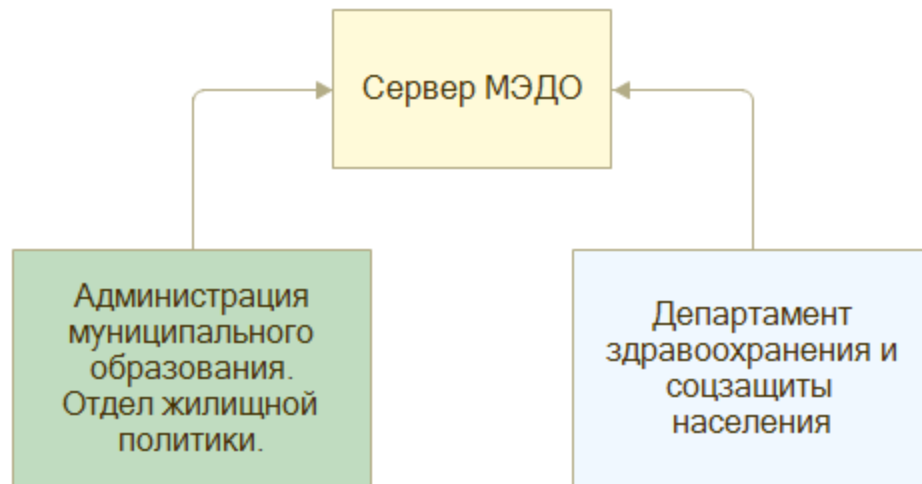 Сервер МЭДО
Администрация
муниципального
образования.
Отдел жилищной
политики.
Департамент
здравоохранения и
соцзащиты
населения